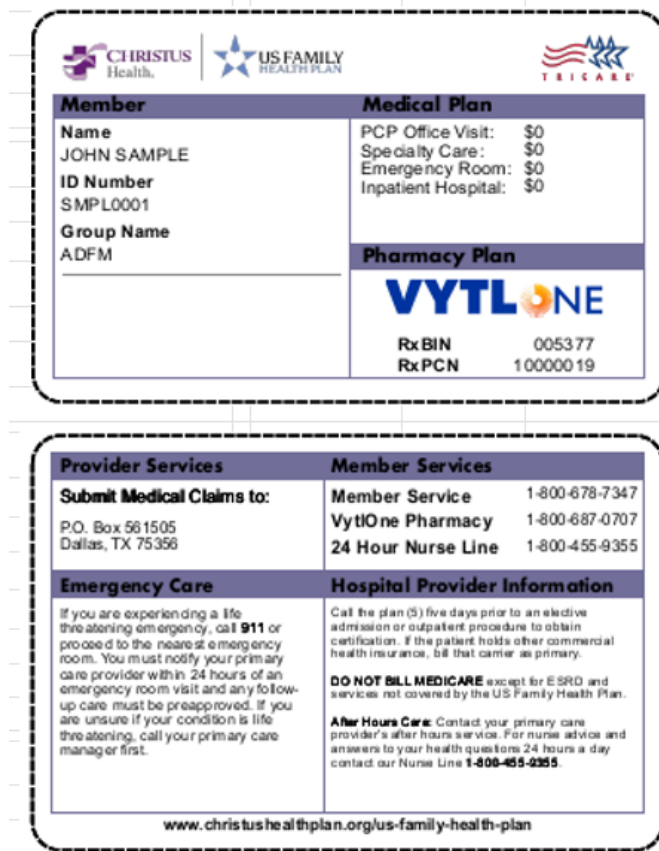 CHRISTUS Health.
US FAMILY HEALTH PLAN
TRICARE
Member
Name
JOHN SAMPLE
ID Number
SMPL0001
Group Name
ADFM
Medical Plan
PCP Office Visit: $0
Specialty Care: $0
Emergency Room: $0
Inpatient Hospital: $0
Pharmacy Plan
VYTLONE
RxBIN 005377
RxPCN 10000019
Provider Services
Submit Medical Claims to:
P.O. Box 561505
Dallas, TX 75356
Member Services
Member Service 1-800-678-7347
VytlOne Pharmacy 1-800-687-0707
24 Hour Nurse Line 1-800-455-9355
Emergency Care
If you are experiencing a life
threatening emergency, call 911 or
proceed to the nearest emergency
room. You must notify your primary
care provider within 24 hours of an
emergency room visit and any follow-
up care must be preapproved. If you
are unsure if your condition is life
threatening, call your primary care
manager first.
Hospital Provider Information
Call the plan (5) five days prior to an elective
admission or outpatient procedure to obtain
certification. If the patient holds other commercial
health insurance, bill that carrier as primary.
DO NOT BILL MEDICARE except for ESRD and
services not covered by the US Family Health Plan.
After Hours Care: Contact your primary care
provider's after hours service. For nurse advice and
answers to your health questions 24 hours a day
contact our Nurse Line 1-800-455-9355.
www.christushealthplan.org/us-family-health-plan